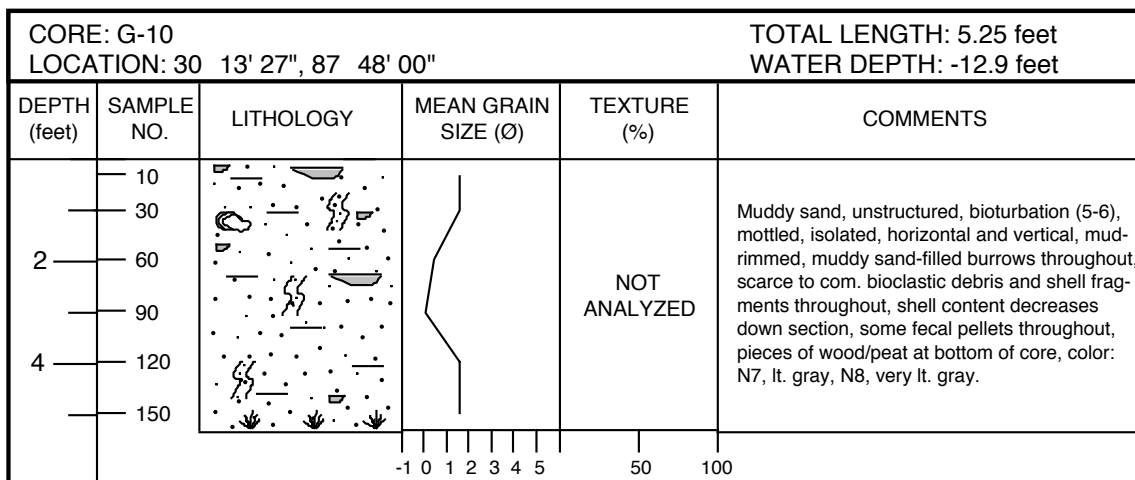 CORE: G-10
TOTAL LENGTH: 5.25 feet
LOCATION: 30 13' 27", 87 48' 00"
WATER DEPTH: -12.9 feet
DEPTH
(feet)
SAMPLE
NO.
LITHOLOGY
MEAN GRAIN
SIZE (Ø)
TEXTURE
(%)
COMMENTS
10
30
2
60
90
4
120
150
NOT
ANALYZED
Muddy sand, unstructured, bioturbation (5-6),
mottled, isolated, horizontal and vertical, mud-
rimmed, muddy sand-filled burrows throughout,
scarce to com. bioclastic debris and shell frag-
ments throughout, shell content decreases
down section, some fecal pellets throughout,
pieces of wood/peat at bottom of core, color:
N7, lt. gray, N8, very lt. gray.
-1 0 1 2 3 4 5
50 100